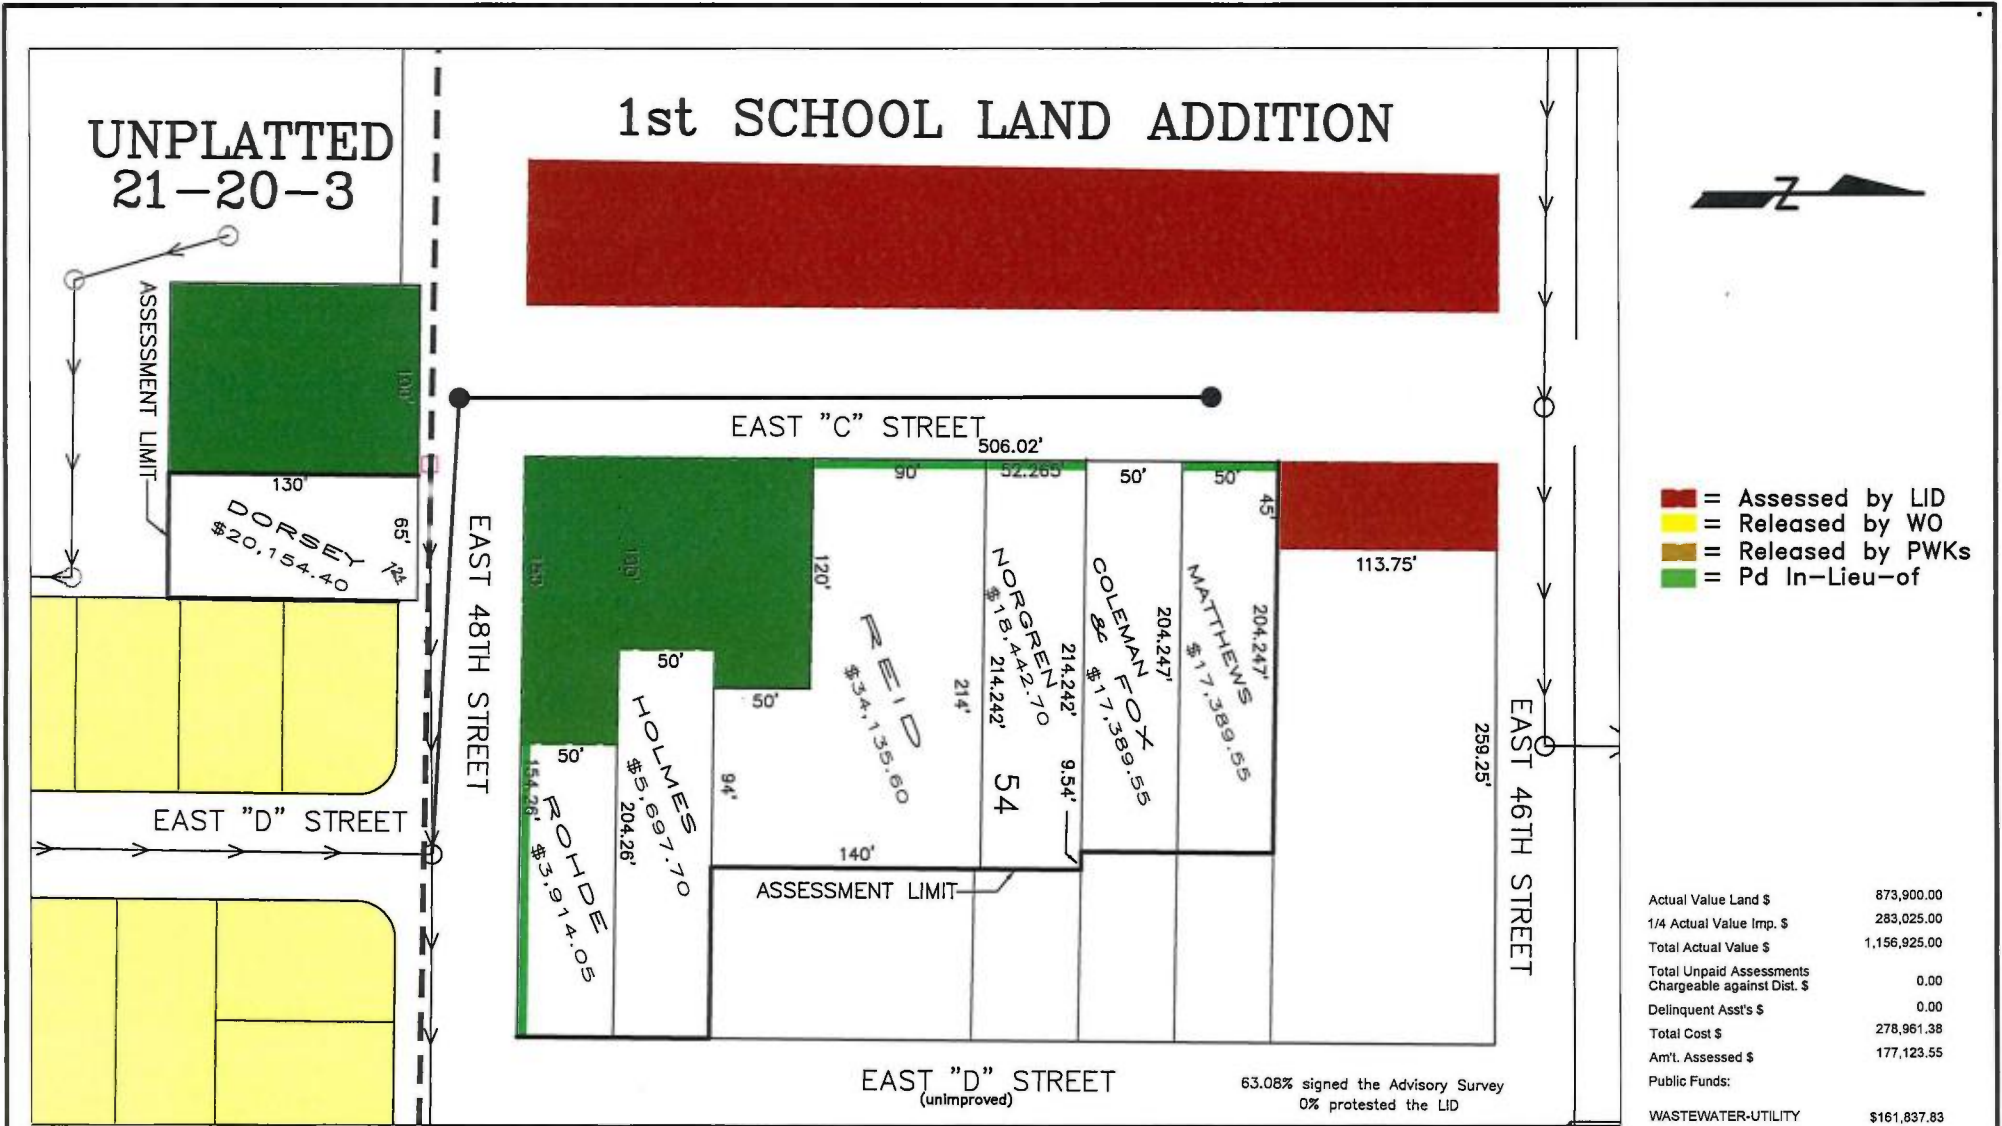 UNPLATTED
21-20-3
1st SCHOOL LAND ADDITION
Z
ASSESSMENT LIMIT
100'
130'
DORSEY
$20,154.40
65'
EAST "C" STREET
506.02'
90'
52.265'
50'
50'
45'
113.75'
= Assessed by LID
= Released by WO
= Released by PWKs
= Pd In-Lieu-of
EAST 48TH STREET
100'
120'
50'
50'
50'
154.26'
ROHDE
$3,914.05
HOLMES
$5,697.70
204.26'
94'
REID
$34,135.60
214'
140'
NORGREN
$18,442.70
214.242'
214.242'
54
9.54'
COLEMAN
& FOX
$17,389.55
204.247'
MATTHEWS
$17,389.55
204.247'
259.25'
EAST 46TH STREET
EAST "D" STREET
ASSESSMENT LIMIT
EAST "D" STREET
(unimproved)
63.08% signed the Advisory Survey
0% protested the LID
Actual Value Land $ 873,900.00
1/4 Actual Value Imp. $ 283,025.00
Total Actual Value $ 1,156,925.00
Total Unpaid Assessments
Chargeable against Dist. $ 0.00
Delinquent Asst's $ 0.00
Total Cost $ 278,961.38
Am't. Assessed $ 177,123.55
Public Funds:
WASTEWATER-UTILITY $161,837.83